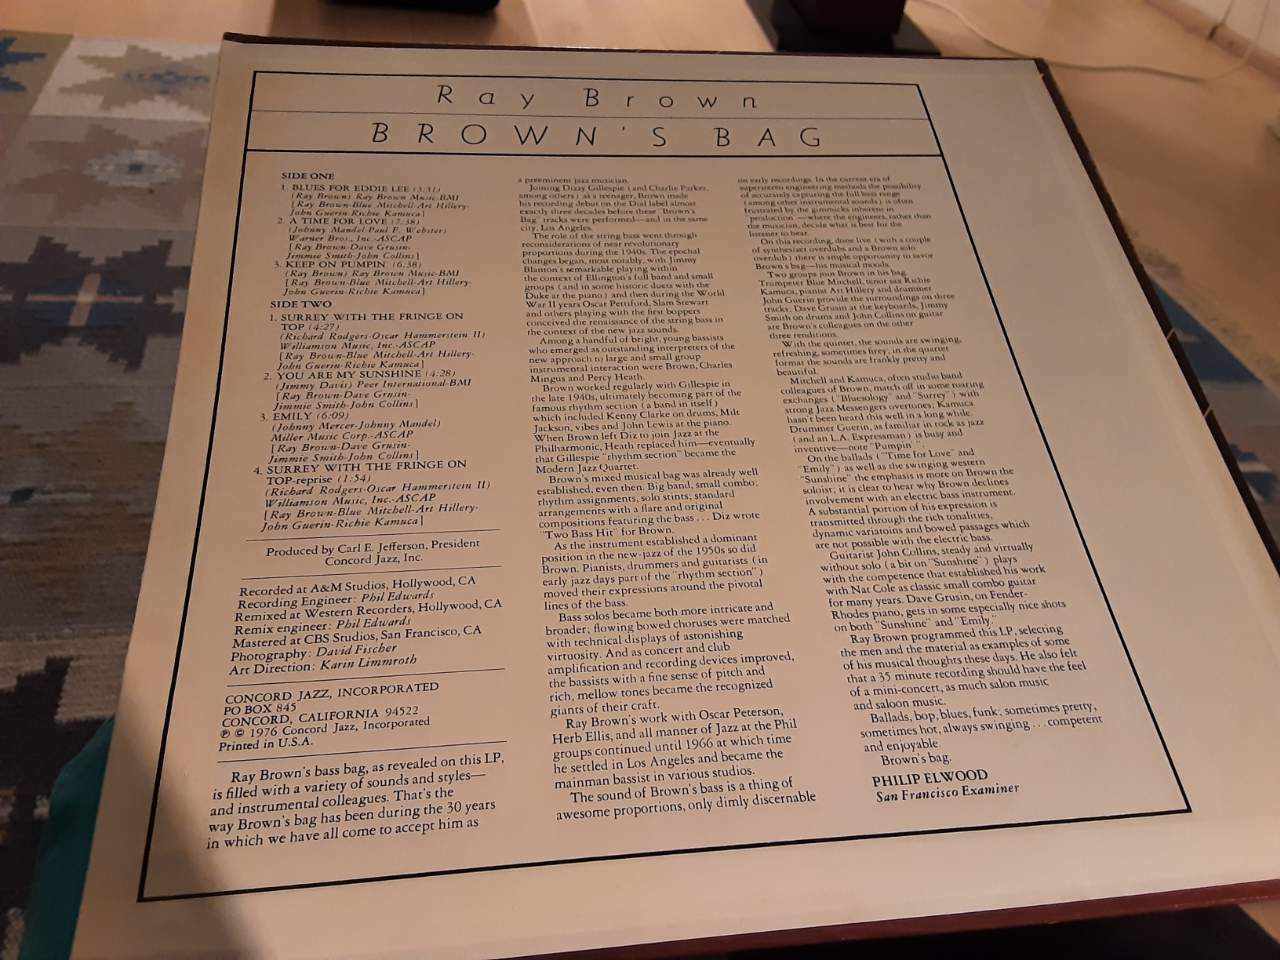 Ray Brown
BROWN'S BAG
SIDE ONE
1. BLUES FOR EDDIE LEE (5:31)
(Ray Brown) Ray Brown Music-BMI
[Ray Brown-Blue Mitchell-Art Hillery-
John Guerin-Richie Kamuca]
2. A TIME FOR LOVE (7:38)
(Johnny Mandel-Paul F. Webster)
Warner Bros., Inc.-ASCAP
[Ray Brown-Dave Grusin-
Jimmie Smith-John Collins]
3. KEEP ON PUMPIN (6:38)
(Ray Brown) Ray Brown Music-BMI
[Ray Brown-Blue Mitchell-Art Hillery-
John Guerin-Richie Kamuca]
SIDE TWO
1. SURREY WITH THE FRINGE ON
TOP (4:27)
(Richard Rodgers-Oscar Hammerstein II)
Williamson Music, Inc.-ASCAP
[Ray Brown-Blue Mitchell-Art Hillery-
John Guerin-Richie Kamuca]
2. YOU ARE MY SUNSHINE (4:28)
(Jimmy Davis) Peer International-BMI
[Ray Brown-Dave Grusin-
Jimmie Smith-John Collins]
3. EMILY (6:09)
(Johnny Mercer-Johnny Mandel)
Miller Music Corp.-ASCAP
[Ray Brown-Dave Grusin-
Jimmie Smith-John Collins]
4. SURREY WITH THE FRINGE ON
TOP-reprise (1:54)
(Richard Rodgers-Oscar Hammerstein II)
Williamson Music, Inc.-ASCAP
[Ray Brown-Blue Mitchell-Art Hillery-
John Guerin-Richie Kamuca]
Produced by Carl E. Jefferson, President
Concord Jazz, Inc.
Recorded at A&M Studios, Hollywood, CA
Recording Engineer: Phil Edwards
Remixed at Western Recorders, Hollywood, CA
Remix engineer: Phil Edwards
Mastered at CBS Studios, San Francisco, CA
Photography: David Fischer
Art Direction: Karin Limmroth
CONCORD JAZZ, INCORPORATED
PO BOX 845
CONCORD, CALIFORNIA 94522
℗ © 1976 Concord Jazz, Incorporated
Printed in U.S.A.
Ray Brown's bass bag, as revealed on this LP,
is filled with a variety of sounds and styles—
and instrumental colleagues. That's the
way Brown's bag has been during the 30 years
in which we have all come to accept him as
a preeminent jazz musician.
Joining Dizzy Gillespie (and Charlie Parker,
among others) as a teenager, Brown made
his recording debut on the Dial label almost
exactly three decades before these "Brown's
Bag" tracks were performed—and in the same
city, Los Angeles.
The role of the string bass went through
reconsiderations of near revolutionary
proportions during the 1940s. The epochal
changes began, most notably, with Jimmy
Blanton's remarkable playing within
the context of Ellington's full band and small
groups (and in some historic duets with the
Duke at the piano) and then during the World
War II years Oscar Pettiford, Slam Stewart
and others playing with the first boppers
conceived the renaissance of the string bass in
the context of the new jazz sounds.
Among a handful of bright, young bassists
who emerged as outstanding interpreters of the
new approach to large and small group
instrumental interaction were Brown, Charles
Mingus and Percy Heath.
Brown worked regularly with Gillespie in
the late 1940s, ultimately becoming part of the
famous rhythm section (a band in itself)
which included Kenny Clarke on drums, Milt
Jackson, vibes and John Lewis at the piano.
When Brown left Diz to join Jazz at the
Philharmonic, Heath replaced him—eventually
that Gillespie "rhythm section" became the
Modern Jazz Quartet.
Brown's mixed musical bag was already well
established, even then. Big band, small combo,
rhythm assignments, solo stints; standard
arrangements with a flare and original
compositions featuring the bass ... Diz wrote
"Two Bass Hit" for Brown.
As the instrument established a dominant
position in the new-jazz of the 1950s so did
Brown. Pianists, drummers and guitarists (in
early jazz days part of the "rhythm section")
moved their expressions around the pivotal
lines of the bass.
Bass solos became both more intricate and
broader; flowing bowed choruses were matched
with technical displays of astonishing
virtuosity. And as concert and club
amplification and recording devices improved,
the bassists with a fine sense of pitch and
rich, mellow tones became the recognized
giants of their craft.
Ray Brown's work with Oscar Peterson,
Herb Ellis, and all manner of Jazz at the Phil
groups continued until 1966 at which time
he settled in Los Angeles and became the
mainman bassist in various studios.
The sound of Brown's bass is a thing of
awesome proportions, only dimly discernable
on early recordings. In the current era of
supersonic engineering methods the possibility
of accurately capturing the full bass range
(among other instrumental sounds) is often
frustrated by the gimmicks inherent in
"production"—where the engineers, rather than
the musician, decide what is best for the
listener to hear.
On this recording, done live (with a couple
of synthesizer overdubs and a Brown solo
overdub) there is ample opportunity to savor
Brown's bag—his musical moods.
Two groups join Brown in his bag.
Trumpeter Blue Mitchell, tenor sax Richie
Kamuca, pianist Art Hillery and drummer
John Guerin provide the surroundings on three
tracks; Dave Grusin at the keyboards, Jimmy
Smith on drums and John Collins on guitar
are Brown's colleagues on the other
three renditions.
With the quintet, the sounds are swinging,
refreshing, sometimes firey; in the quartet
format the sounds are frankly pretty and
beautiful.
Mitchell and Kamuca, often studio band
colleagues of Brown, match off in some roaring
exchanges ("Bluesology" and "Surrey") with
strong Jazz Messengers overtones; Kamuca
hasn't been heard this well in a long while.
Drummer Guerin, as familiar in rock as jazz
(and an L.A. Expressman) is busy and
inventive—note "Pumpin'".
On the ballads ("Time for Love" and
"Emily") as well as the swinging western
"Sunshine" the emphasis is more on Brown the
soloist; it is clear to hear why Brown declines
involvement with an electric bass instrument.
A substantial portion of his expression is
transmitted through the rich tonalities,
dynamic variatoins and bowed passages which
are not possible with the electric bass.
Guitarist John Collins, steady and virtually
without solo (a bit on "Sunshine") plays
with the competence that established his work
with Nat Cole as classic small combo guitar
for many years. Dave Grusin, on Fender-
Rhodes piano, gets in some especially nice shots
on both "Sunshine" and "Emily."
Ray Brown programmed this LP, selecting
the men and the material as examples of some
of his musical thoughts these days. He also felt
that a 35 minute recording should have the feel
of a mini-concert, as much salon music
and saloon music.
Ballads, bop, blues, funk; sometimes pretty,
sometimes hot, always swinging ... competent
and enjoyable.
Brown's bag.
PHILIP ELWOOD
San Francisco Examiner